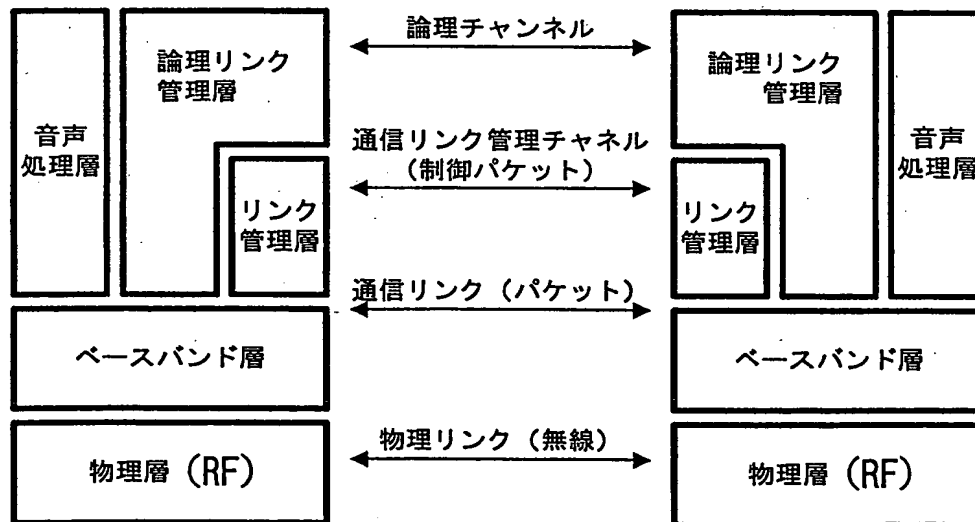 論理チャンネル
論理リンク
管理層
論理リンク
管理層
音声
処理層
通信リンク管理チャネル
(制御パケット)
音声
処理層
リンク
管理層
リンク
管理層
通信リンク (パケット)
ベースバンド層
ベースバンド層
物理リンク (無線)
物理層 (RF)
物理層 (RF)